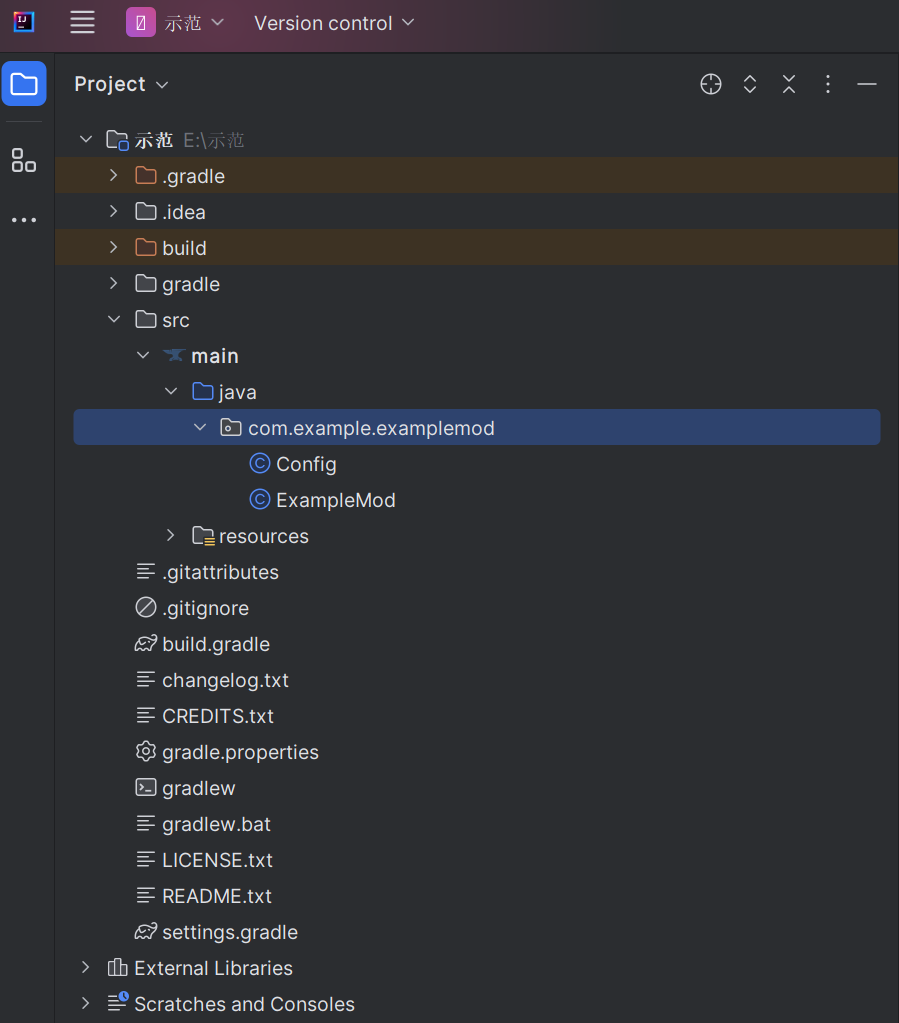 示范 Version control
Project
示范 E:\示范
.gradle
.idea
build
gradle
src
main
java
com.example.examplemod
Config
ExampleMod
resources
.gitattributes
.gitignore
build.gradle
changelog.txt
CREDITS.txt
gradle.properties
gradlew
gradlew.bat
LICENSE.txt
README.txt
settings.gradle
External Libraries
Scratches and Consoles